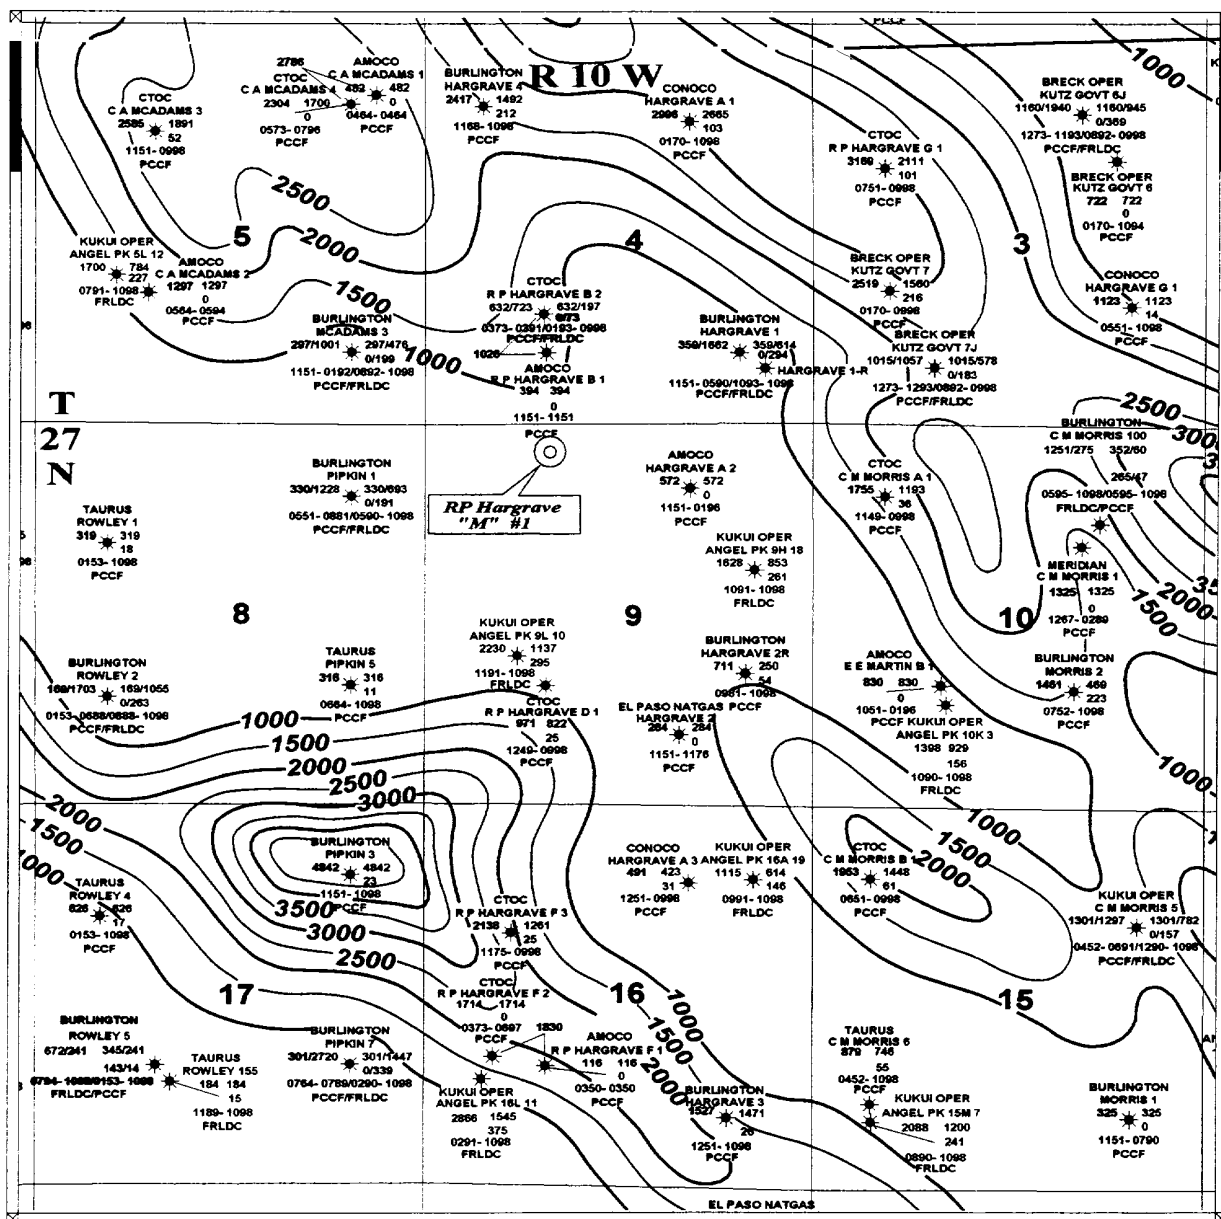 PCCF
R 10 W
1000
CTOC
C A MCADAMS 3
2585 1891
52
1151-0998
PCCF
2786
CTOC
C A MCADAMS 4
2304 1700
0
0573-0796
PCCF
AMOCO
C A MCADAMS 1
482 482
0
0464-0464
PCCF
BURLINGTON
HARGRAVE 4
2417 1492
212
1168-1098
PCCF
CONOCO
HARGRAVE A 1
2996 2665
103
0170-1098
PCCF
CTOC
R P HARGRAVE G 1
3169 2111
101
0751-0998
PCCF
BRECK OPER
KUTZ GOVT 6J
1160/1940 1160/945
0/369
1273-1193/0892-0998
PCCF/FRLDC
BRECK OPER
KUTZ GOVT 6
722 722
0
0170-1094
PCCF
2500
5
2000
4
3
KUKUI OPER
ANGEL PK 5L 12
1700 784
227
0791-1098
FRLDC
AMOCO
C A MCADAMS 2
1297 1297
0
0564-0594
PCCF
1500
CTOC
R P HARGRAVE B 2
632/723 632/197
0/73
0373-0391/0193-0998
PCCF/FRLDC
BRECK OPER
KUTZ GOVT 7
2519 1560
216
0170-0998
PCCF
CONOCO
HARGRAVE G 1
1123 1123
14
0551-1098
PCCF
BURLINGTON
MCADAMS 3
297/1001 297/476
0/199
1151-0192/0892-1098
PCCF/FRLDC
1000
1026
AMOCO
R P HARGRAVE B 1
394 394
0
1151-1151
PCCF
BURLINGTON
HARGRAVE 1
359/1662 359/614
0/294
HARGRAVE 1-R
1151-0590/1093-1098
PCCF/FRLDC
BRECK OPER
KUTZ GOVT 7J
1015/1057 1015/578
0/183
1273-1293/0892-0998
PCCF/FRLDC
T
27
N
2500
3000
BURLINGTON
C M MORRIS 100
1251/275 352/60
265/47
0595-1098/0595-1098
FRLDC/PCCF
BURLINGTON
PIPKIN 1
330/1228 330/693
0/191
0551-0881/0590-1098
PCCF/FRLDC
RP Hargrave
"M" #1
AMOCO
HARGRAVE A 2
572 572
0
1151-0196
PCCF
CTOC
C M MORRIS A 1
1755 1193
36
1149-0998
PCCF
TAURUS
ROWLEY 1
319 319
18
0153-1098
PCCF
KUKUI OPER
ANGEL PK 9H 18
1628 853
261
1091-1098
FRLDC
MERIDIAN
C M MORRIS 1
1325 1325
0
1267-0289
PCCF
2000
1500
8
9
10
BURLINGTON
ROWLEY 2
169/1703 169/1055
0/263
0153-0688/0688-1098
PCCF/FRLDC
TAURUS
PIPKIN 5
316 316
11
0664-1098
PCCF
KUKUI OPER
ANGEL PK 9L 10
2230 1137
295
1191-1098
FRLDC
CTOC
R P HARGRAVE D 1
971 822
25
1249-0998
PCCF
BURLINGTON
HARGRAVE 2R
711 250
54
0981-1098
PCCF
EL PASO NATGAS
HARGRAVE 2
284 284
0
1151-1176
PCCF
AMOCO
E E MARTIN B 1
830 830
0
1051-0196
PCCF
KUKUI OPER
ANGEL PK 10K 3
1398 929
156
1090-1098
FRLDC
BURLINGTON
MORRIS 2
1461 469
223
0752-1098
PCCF
1000
1500
2000
2500
3000
1000
2000
1500
1000
1000
1500
2000
BURLINGTON
PIPKIN 3
4842 4842
23
1151-1098
PCCF
3500
3000
2500
TAURUS
ROWLEY 4
626 626
17
0153-1098
PCCF
CTOC
R P HARGRAVE F 3
2138 1261
25
1175-0998
PCCF
CONOCO
HARGRAVE A 3
491 423
31
1251-0998
PCCF
KUKUI OPER
ANGEL PK 16A 19
1115 614
146
0991-1098
FRLDC
CTOC
C M MORRIS B 1
1953 1448
61
0651-0998
PCCF
KUKUI OPER
C M MORRIS 5
1301/1297 1301/782
0/157
0452-0691/1290-1098
PCCF/FRLDC
17
16
15
CTOC
R P HARGRAVE F 2
1714 1714
0
0373-0697
PCCF
1830
1000
1500
2000
BURLINGTON
ROWLEY 5
672/241 345/241
143/14
FRLDC/PCCF
TAURUS
ROWLEY 155
184 184
15
1189-1098
FRLDC
BURLINGTON
PIPKIN 7
301/2720 301/1447
0/339
0764-0789/0290-1098
PCCF/FRLDC
AMOCO
R P HARGRAVE F 1
116 116
0
0350-0350
PCCF
KUKUI OPER
ANGEL PK 16L 11
2866 1545
375
0291-1098
FRLDC
BURLINGTON
HARGRAVE 3
1527 1471
26
1251-1098
PCCF
TAURUS
C M MORRIS 6
879 746
55
0452-1098
PCCF
KUKUI OPER
ANGEL PK 15M 7
2088 1200
241
0890-1098
FRLDC
BURLINGTON
MORRIS 1
325 325
0
1151-0790
PCCF
EL PASO NATGAS